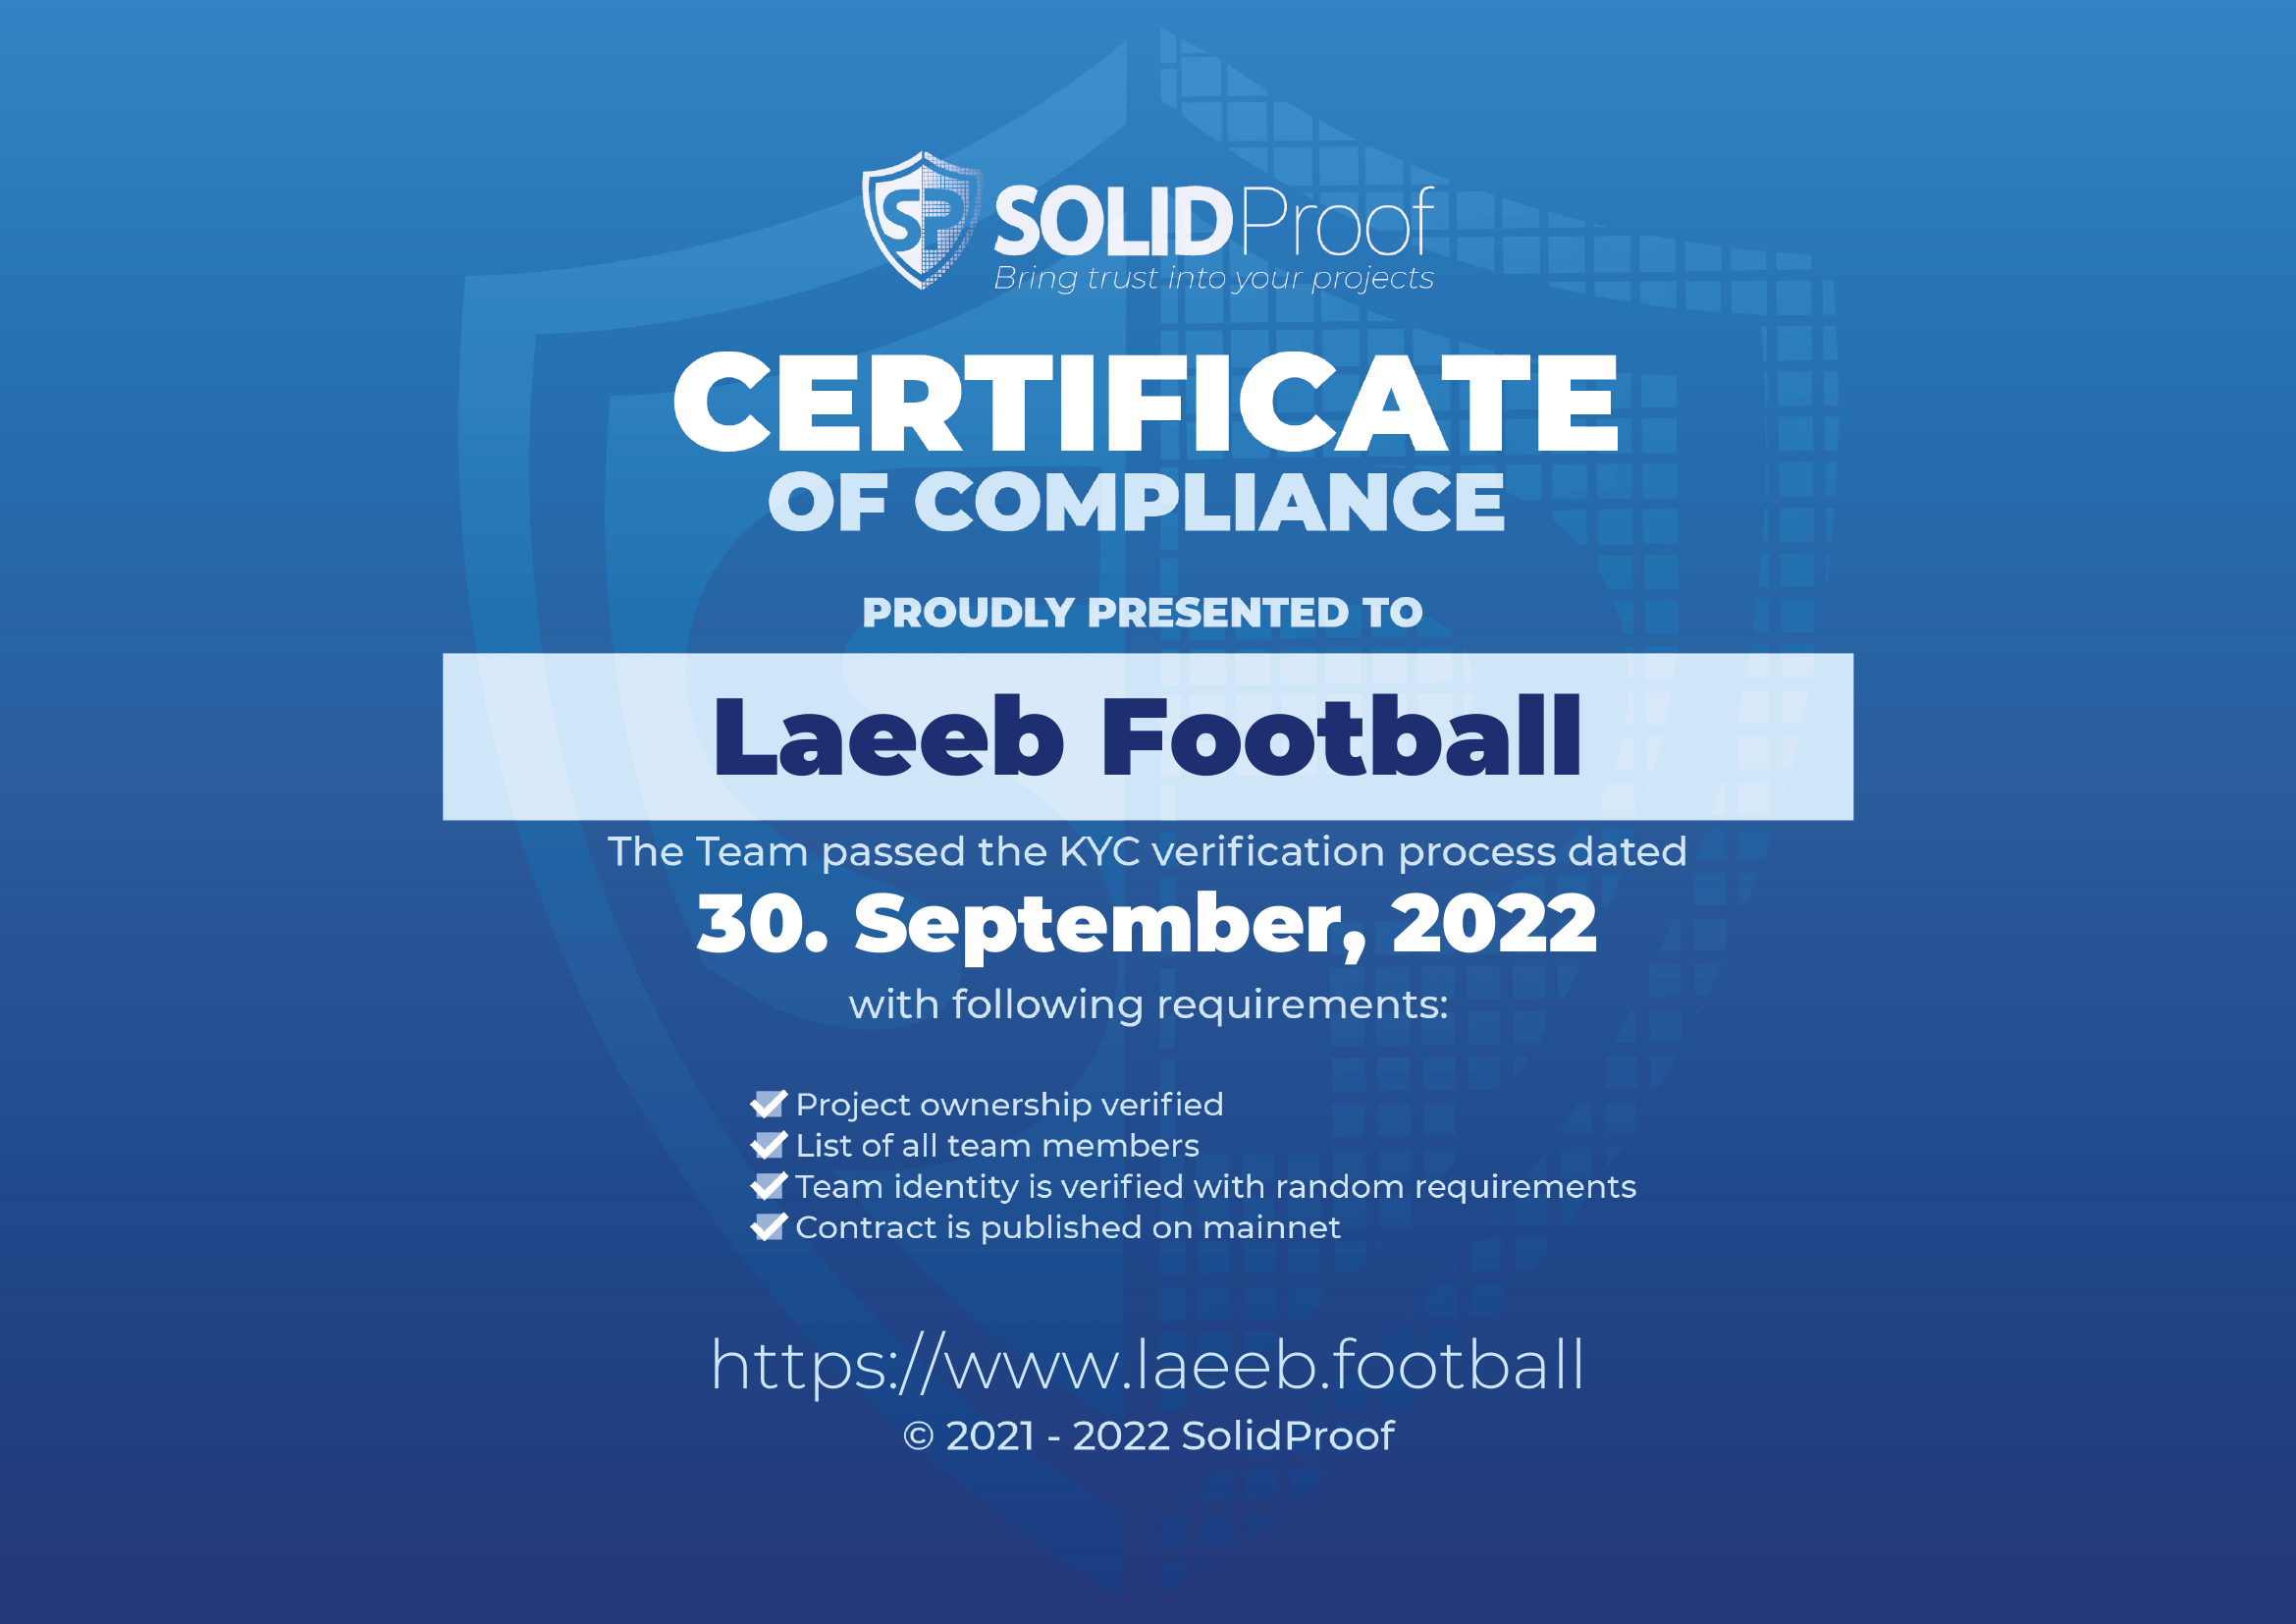 SP SOLIDProof
Bring trust into your projects
CERTIFICATE
OF COMPLIANCE
PROUDLY PRESENTED TO
Laeeb Football
The Team passed the KYC verification process dated
30. September, 2022
with following requirements:
Project ownership verified
List of all team members
Team identity is verified with random requirements
Contract is published on mainnet
https://www.laeeb.football
© 2021 - 2022 SolidProof